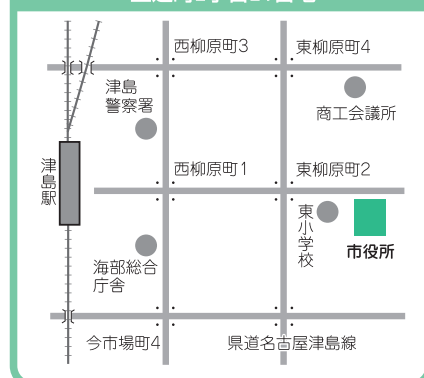 西柳原町3
東柳原町4
津島
警察署
商工会議所
津島駅
西柳原町1
東柳原町2
東小学校
市役所
海部総合
庁舎
今市場町4
県道名古屋津島線